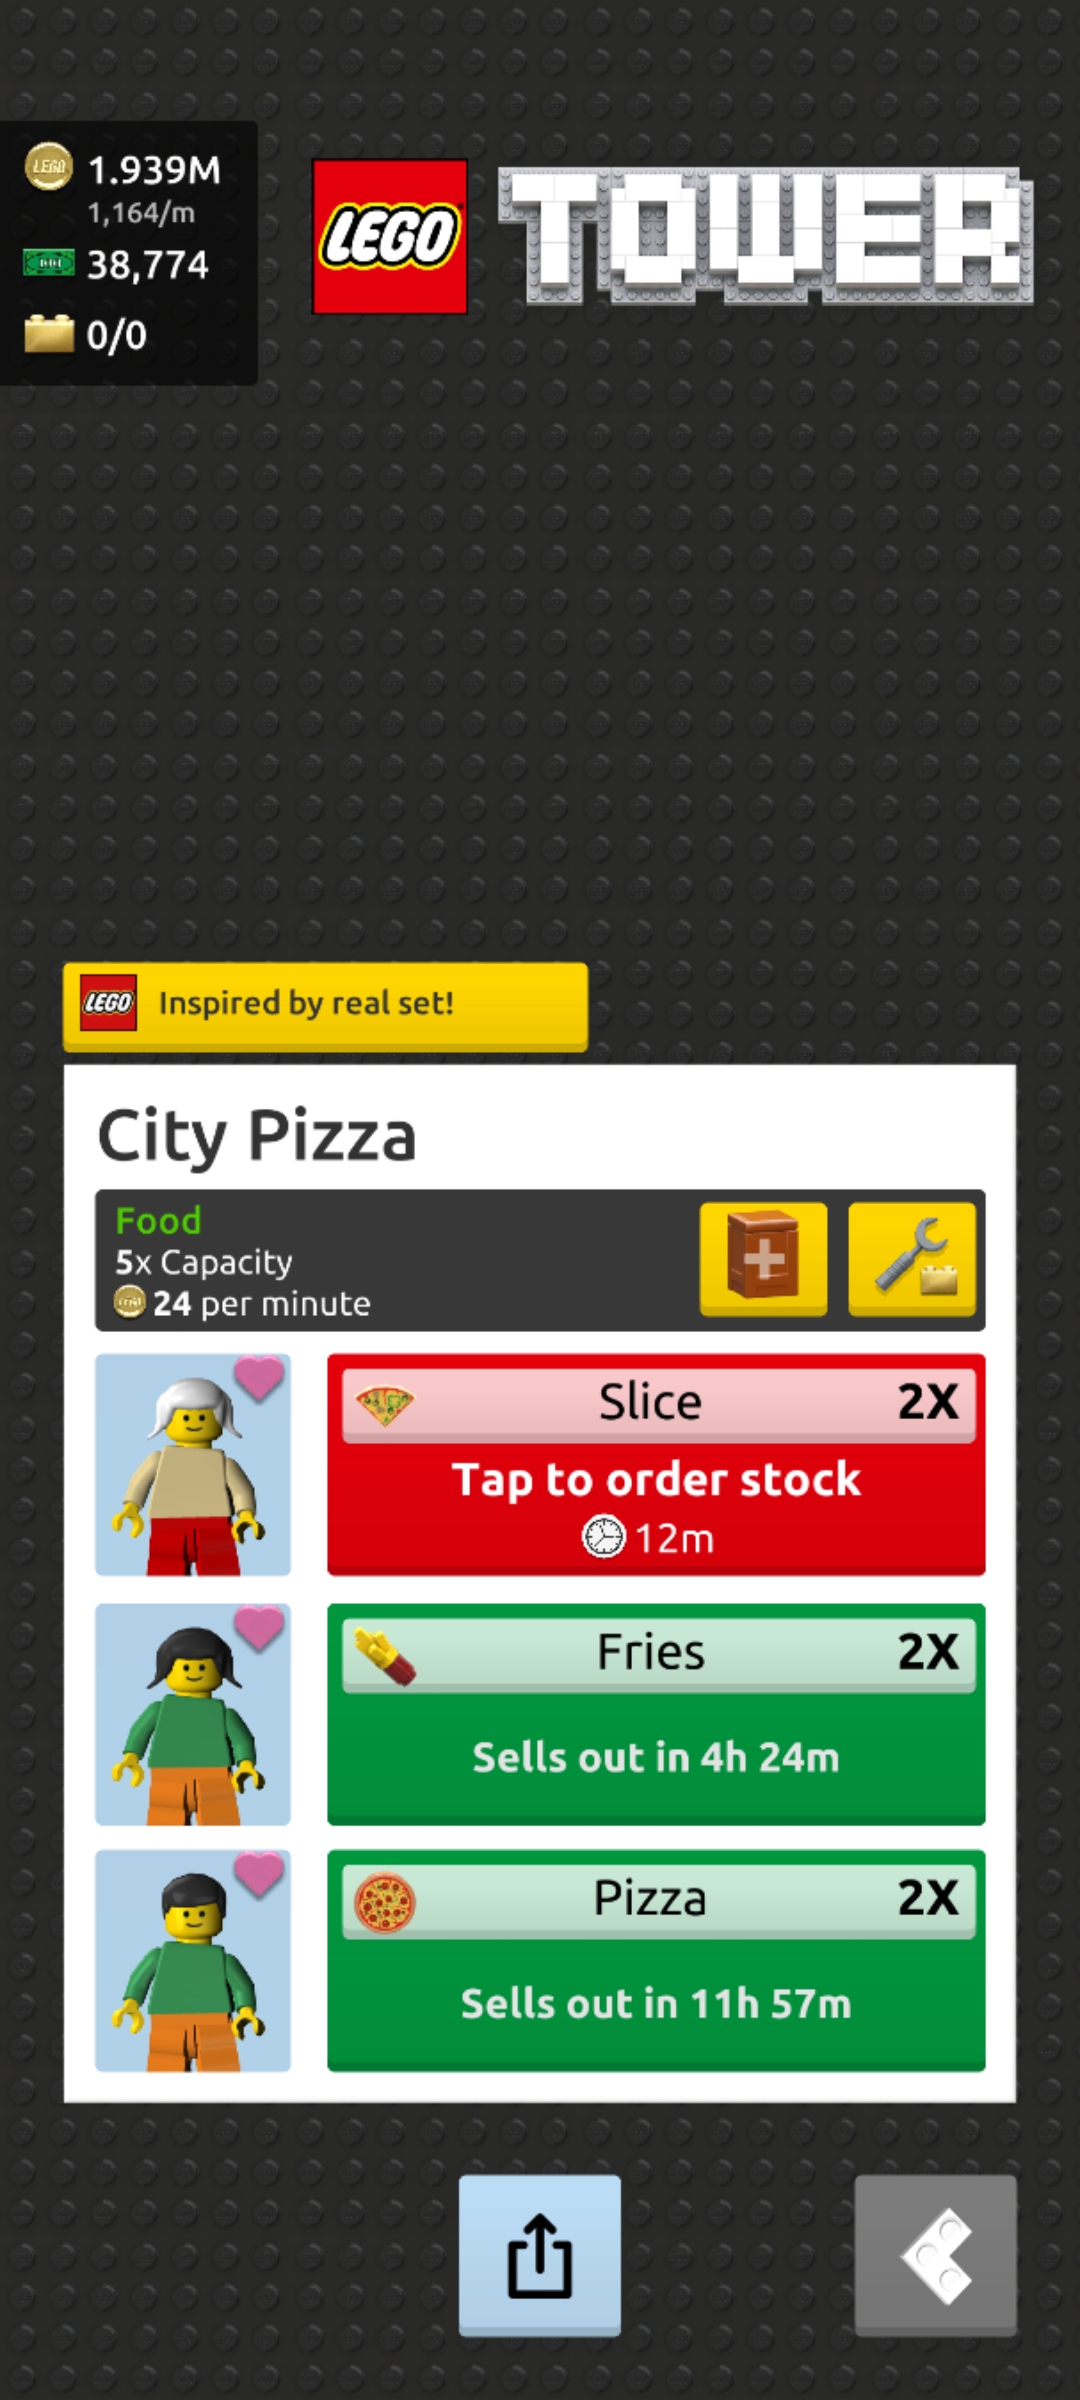 1.939M
1,164/m
38,774
0/0
LEGO TOWER
LEGO Inspired by real set!
City Pizza
Food
5x Capacity
24 per minute
Slice 2X
Tap to order stock
12m
Fries 2X
Sells out in 4h 24m
Pizza 2X
Sells out in 11h 57m